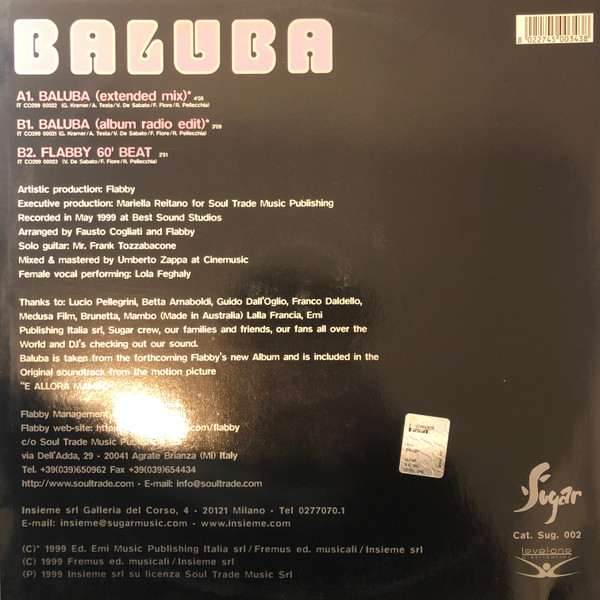 BALUBA
8 022745 003438
A1. BALUBA (extended mix)* 4'05
IT CO299 00022 (G. Kramer/A. Testa/V. De Sabato/F. Fiore/R. Pellecchia)
B1. BALUBA (album radio edit)* 3'09
IT CO299 00021 (G. Kramer/A. Testa/V. De Sabato/F. Fiore/R. Pellecchia)
B2. FLABBY 60' BEAT 2'51
IT CO299 00023 (V. De Sabato/F. Fiore/R. Pellecchia)
Artistic production: Flabby
Executive production: Mariella Reitano for Soul Trade Music Publishing
Recorded in May 1999 at Best Sound Studios
Arranged by Fausto Cogliati and Flabby
Solo guitar: Mr. Frank Tozzabacone
Mixed & mastered by Umberto Zappa at Cinemusic
Female vocal performing: Lola Feghaly
Thanks to: Lucio Pellegrini, Betta Arnaboldi, Guido Dall'Oglio, Franco Daldello,
Medusa Film, Brunetta, Mambo (Made in Australia) Lalla Francia, Emi
Publishing Italia srl, Sugar crew, our families and friends, our fans all over the
World and DJ's checking out our sound.
Baluba is taken from the forthcoming Flabby's new Album and is included in the
Original soundtrack from the motion picture
"E ALLORA MAMBO"
Flabby Management
Flabby web-site: /flabby
c/o Soul Trade Music
via Dell'Adda, 29 - 20041 Agrate Brianza (Mi) Italy
Tel. +39(039)650962 Fax +39(039)654434
http://www.soultrade.com - E-mail: info@soultrade.com
Insieme srl Galleria del Corso, 4 - 20121 Milano - Tel 0277070.1
E-mail: insieme@sugarmusic.com - www.insieme.com
Sugar
Cat. Sug. 002
loveione
distribution
(C)* 1999 Ed. Emi Music Publishing Italia srl/Fremus ed. musicali/Insieme srl
(C) 1999 Fremus ed. musicali/Insieme srl
(P) 1999 Insieme srl su licenza Soul Trade Music Srl